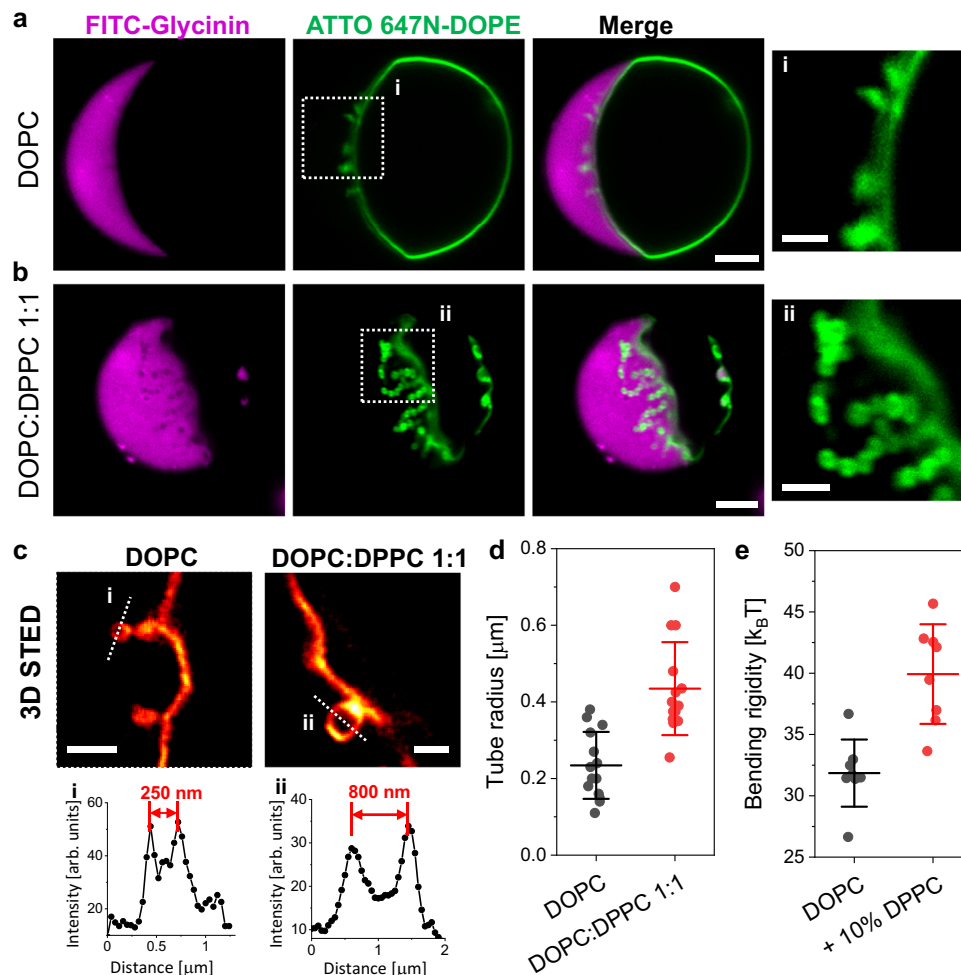 a
FITC-Glycinin ATTO 647N-DOPE Merge
DOPC
i
i
b
DOPC:DPPC 1:1
ii
ii
c
DOPC DOPC:DPPC 1:1
3D STED
i
ii
i
250 nm
Intensity [arb. units]
60
40
20
0 0.5 1
Distance [μm]
ii
800 nm
Intensity [arb. units]
40
30
20
10
0 1 2
Distance [μm]
d
Tube radius [μm]
0.8
0.6
0.4
0.2
0.0
DOPC
DOPC:DPPC 1:1
e
Bending rigidity [kBT]
50
45
40
35
30
25
DOPC
+ 10% DPPC